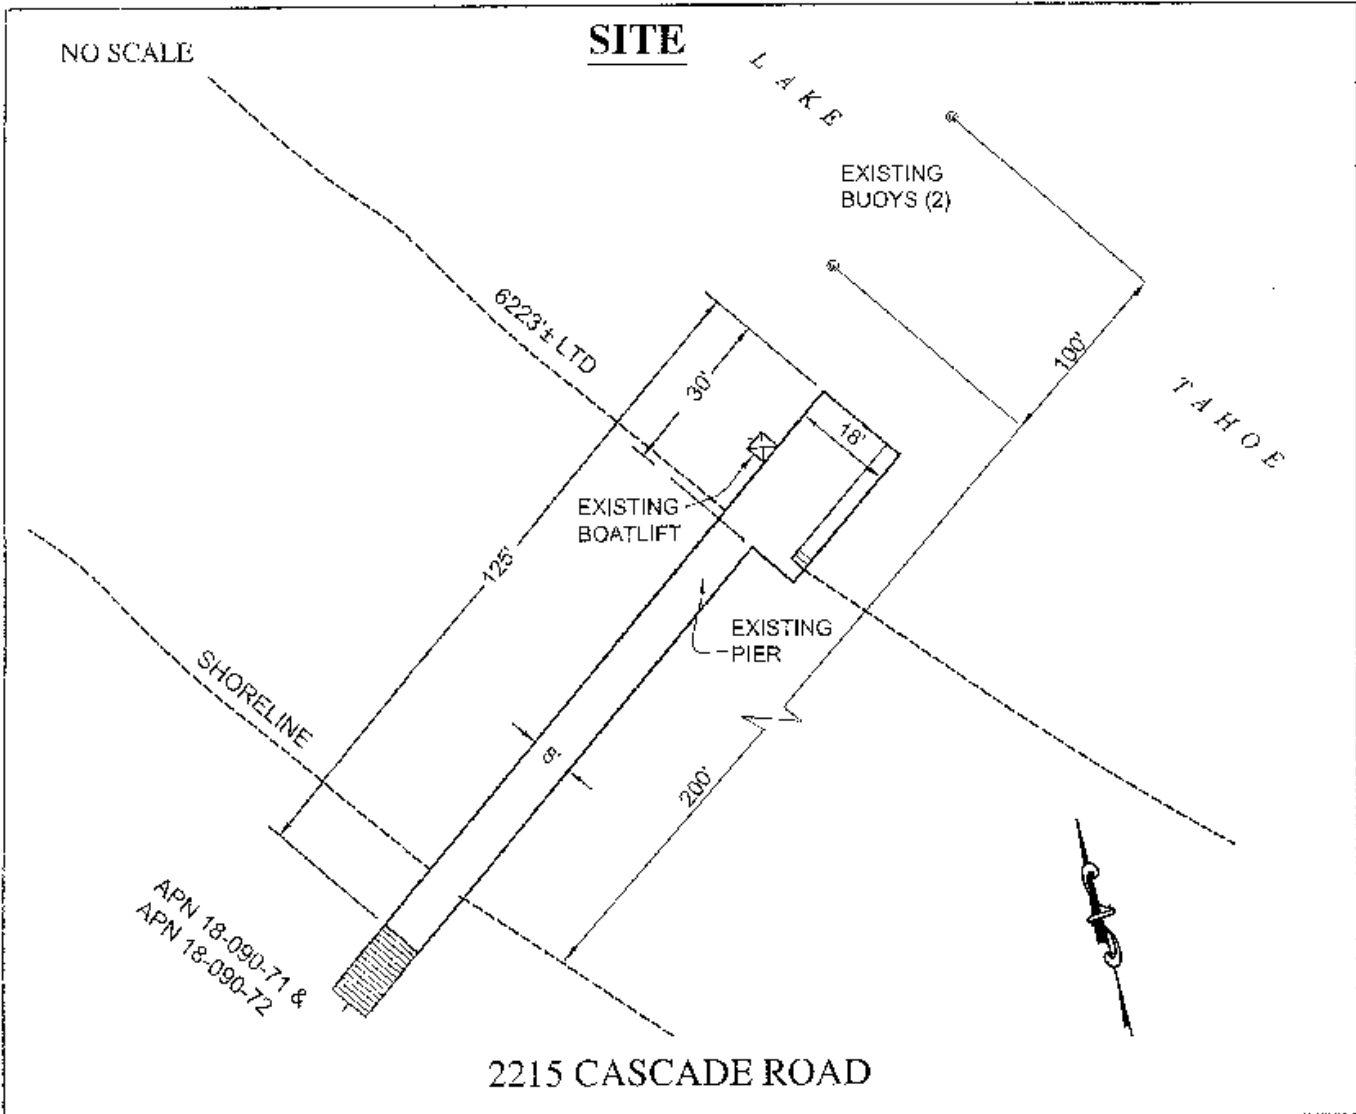 SITE
NO SCALE
LAKE
TAHOE
EXISTING
BUOYS (2)
6223'± LTD
30'
100'
18'
EXISTING
BOATLIFT
125'
EXISTING
PIER
SHORELINE
8'
200'
APN 18-090-71 &
APN 18-090-72
2215 CASCADE ROAD